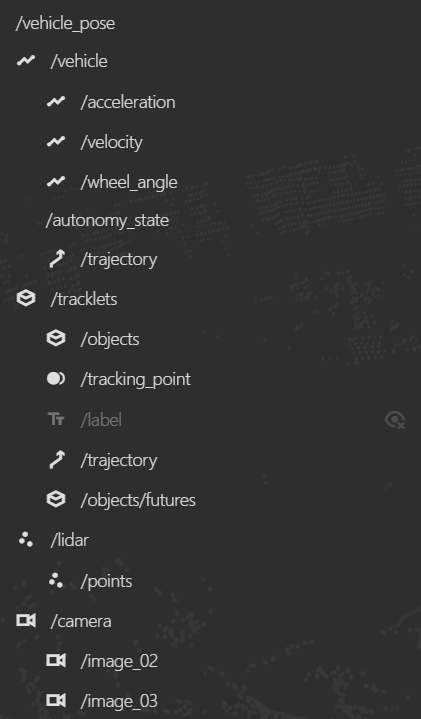 /vehicle_pose
/vehicle
/acceleration
/velocity
/wheel_angle
/autonomy_state
/trajectory
/tracklets
/objects
/tracking_point
/label
/trajectory
/objects/futures
/lidar
/points
/camera
/image_02
/image_03